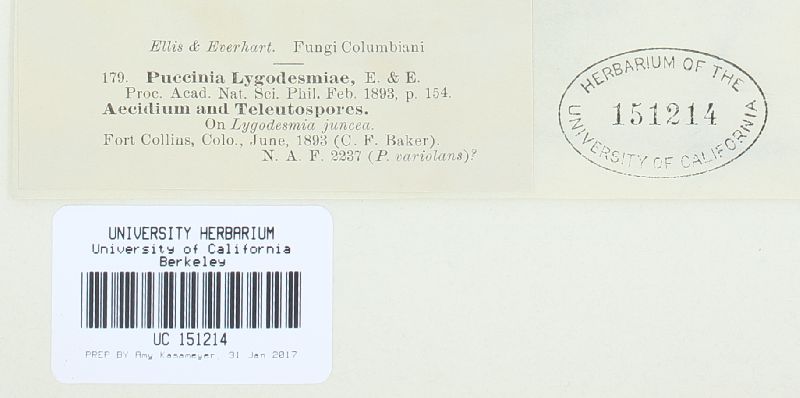 Ellis & Everhart. Fungi Columbiani
179. Puccinia Lygodesmiae, E. & E.
Proc. Acad. Nat. Sci. Phil. Feb. 1893, p. 154.
Aecidium and Teleutospores.
On Lygodesmia juncea.
Fort Collins, Colo., June, 1893 (C. F. Baker).
N. A. F. 2237 (P. variolans)?
HERBARIUM OF THE
151214
UNIVERSITY OF CALIFORNIA
UNIVERSITY HERBARIUM
University of California
Berkeley
UC 151214
PREP BY Amy Kasameyer, 31 Jan 2017